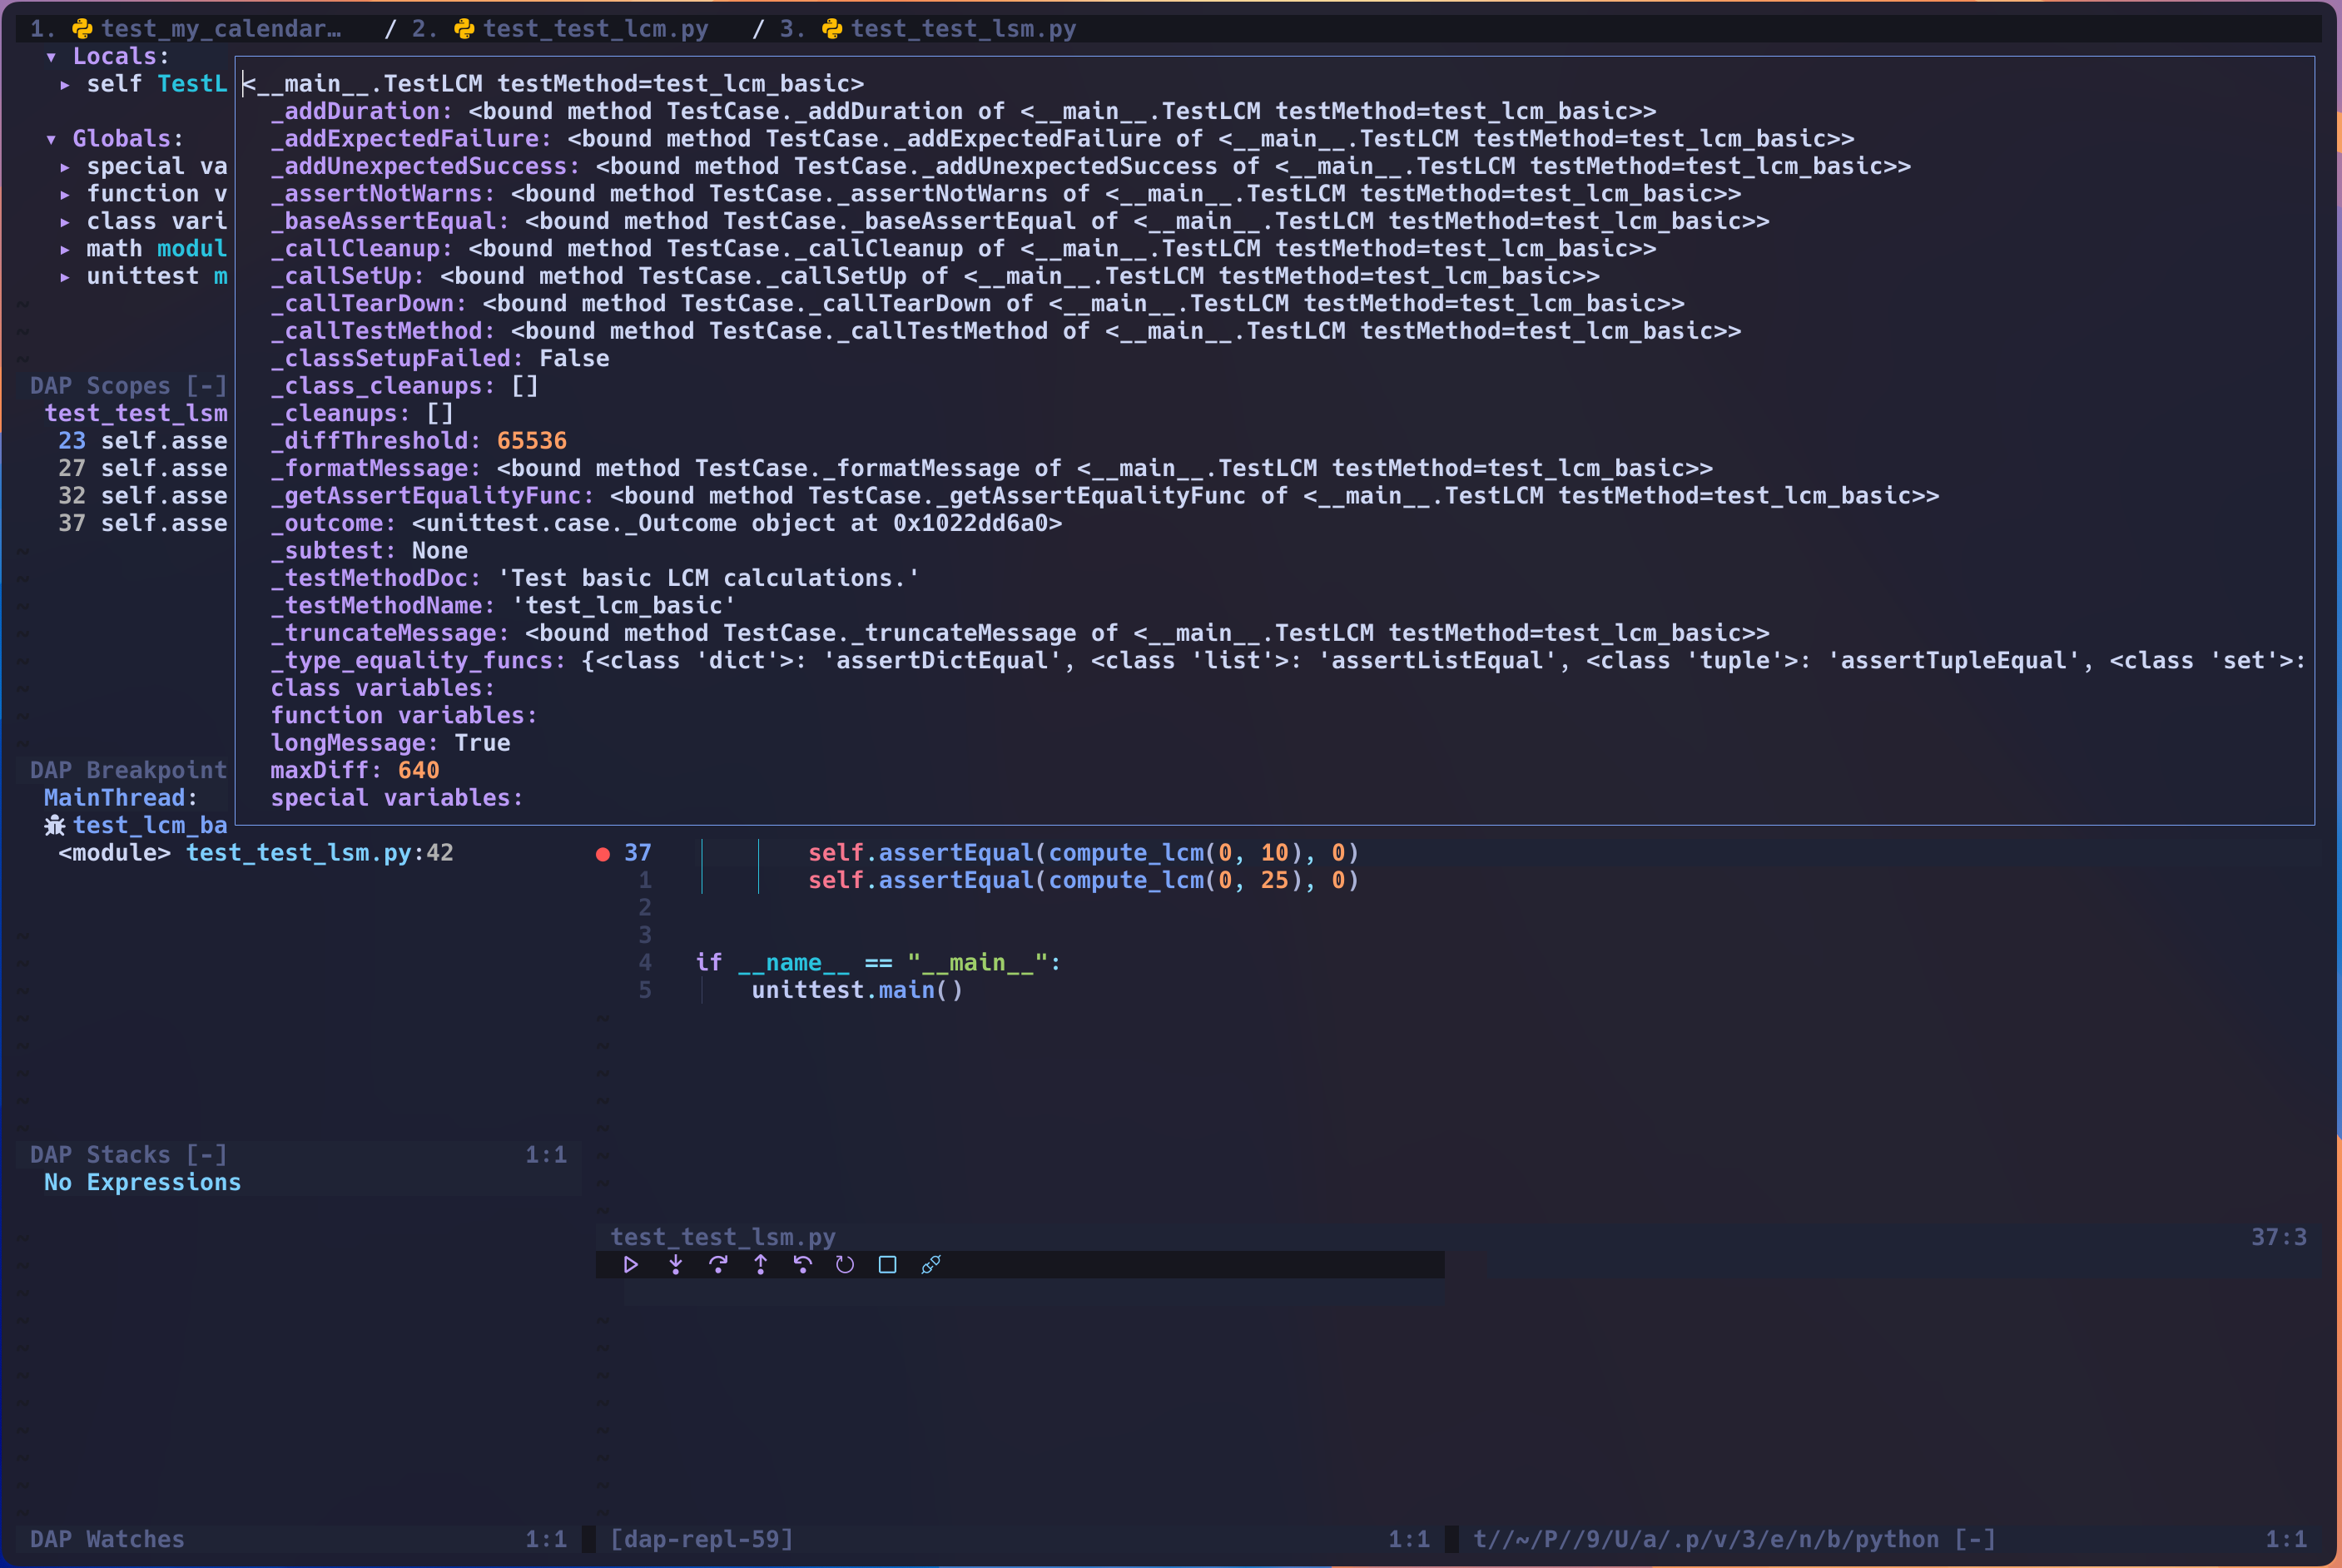 1. test_my_calendar… / 2. test_test_lcm.py / 3. test_test_lsm.py
▾ Locals:
▸ self TestL
▾ Globals:
▸ special va
▸ function v
▸ class vari
▸ math modul
▸ unittest m
~
~
~
DAP Scopes [-]
test_test_lsm
23 self.asse
27 self.asse
32 self.asse
37 self.asse
~
~
~
~
~
~
~
~
DAP Breakpoint
MainThread:
test_lcm_ba
<module> test_test_lsm.py:42
~
~
~
~
~
~
~
~
DAP Stacks [-] 1:1
No Expressions
~
~
~
~
~
~
~
~
~
~
~
DAP Watches 1:1
<__main__.TestLCM testMethod=test_lcm_basic>
_addDuration: <bound method TestCase._addDuration of <__main__.TestLCM testMethod=test_lcm_basic>>
_addExpectedFailure: <bound method TestCase._addExpectedFailure of <__main__.TestLCM testMethod=test_lcm_basic>>
_addUnexpectedSuccess: <bound method TestCase._addUnexpectedSuccess of <__main__.TestLCM testMethod=test_lcm_basic>>
_assertNotWarns: <bound method TestCase._assertNotWarns of <__main__.TestLCM testMethod=test_lcm_basic>>
_baseAssertEqual: <bound method TestCase._baseAssertEqual of <__main__.TestLCM testMethod=test_lcm_basic>>
_callCleanup: <bound method TestCase._callCleanup of <__main__.TestLCM testMethod=test_lcm_basic>>
_callSetUp: <bound method TestCase._callSetUp of <__main__.TestLCM testMethod=test_lcm_basic>>
_callTearDown: <bound method TestCase._callTearDown of <__main__.TestLCM testMethod=test_lcm_basic>>
_callTestMethod: <bound method TestCase._callTestMethod of <__main__.TestLCM testMethod=test_lcm_basic>>
_classSetupFailed: False
_class_cleanups: []
_cleanups: []
_diffThreshold: 65536
_formatMessage: <bound method TestCase._formatMessage of <__main__.TestLCM testMethod=test_lcm_basic>>
_getAssertEqualityFunc: <bound method TestCase._getAssertEqualityFunc of <__main__.TestLCM testMethod=test_lcm_basic>>
_outcome: <unittest.case._Outcome object at 0x1022dd6a0>
_subtest: None
_testMethodDoc: 'Test basic LCM calculations.'
_testMethodName: 'test_lcm_basic'
_truncateMessage: <bound method TestCase._truncateMessage of <__main__.TestLCM testMethod=test_lcm_basic>>
_type_equality_funcs: {<class 'dict'>: 'assertDictEqual', <class 'list'>: 'assertListEqual', <class 'tuple'>: 'assertTupleEqual', <class 'set'>:
class variables:
function variables:
longMessage: True
maxDiff: 640
special variables:
37 self.assertEqual(compute_lcm(0, 10), 0)
1 self.assertEqual(compute_lcm(0, 25), 0)
2
3
4 if __name__ == "__main__":
5 unittest.main()
~
~
~
~
~
~
~
~
test_test_lsm.py 37:3
~
~
~
~
~
~
~
~
[dap-repl-59] 1:1
t//~/P//9/U/a/.p/v/3/e/n/b/python [-] 1:1